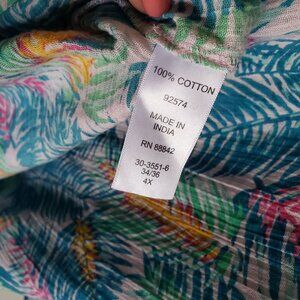 100% COTTON
92574
MADE IN
INDIA
RN 88842
30-3551-6
34/36
4X